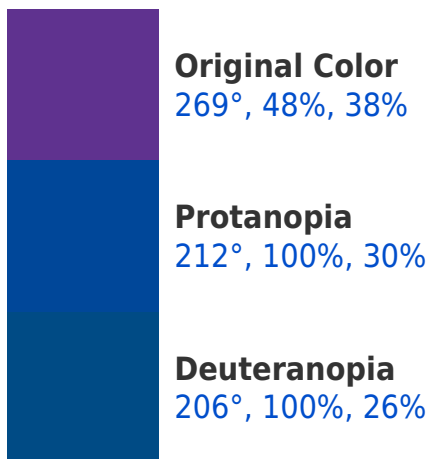 Original Color
269°, 48%, 38%
Protanopia
212°, 100%, 30%
Deuteranopia
206°, 100%, 26%